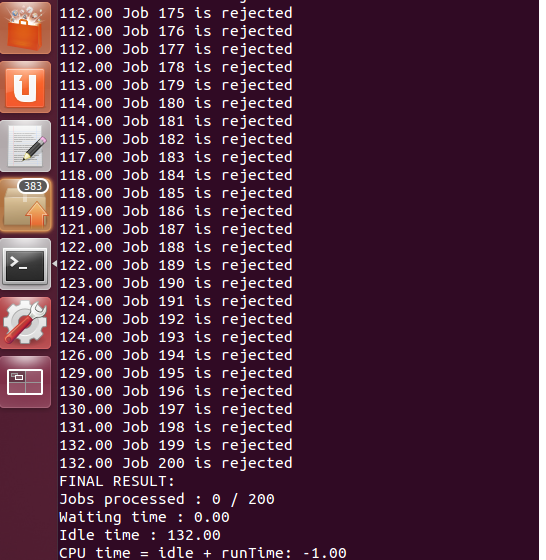 112.00 Job 175 is rejected
112.00 Job 176 is rejected
112.00 Job 177 is rejected
112.00 Job 178 is rejected
113.00 Job 179 is rejected
114.00 Job 180 is rejected
114.00 Job 181 is rejected
115.00 Job 182 is rejected
117.00 Job 183 is rejected
118.00 Job 184 is rejected
118.00 Job 185 is rejected
383
119.00 Job 186 is rejected
121.00 Job 187 is rejected
122.00 Job 188 is rejected
122.00 Job 189 is rejected
123.00 Job 190 is rejected
124.00 Job 191 is rejected
124.00 Job 192 is rejected
124.00 Job 193 is rejected
126.00 Job 194 is rejected
129.00 Job 195 is rejected
130.00 Job 196 is rejected
130.00 Job 197 is rejected
131.00 Job 198 is rejected
132.00 Job 199 is rejected
132.00 Job 200 is rejected
FINAL RESULT:
Jobs processed : 0 / 200
Waiting time : 0.00
Idle time : 132.00
CPU time = idle + runTime: -1.00